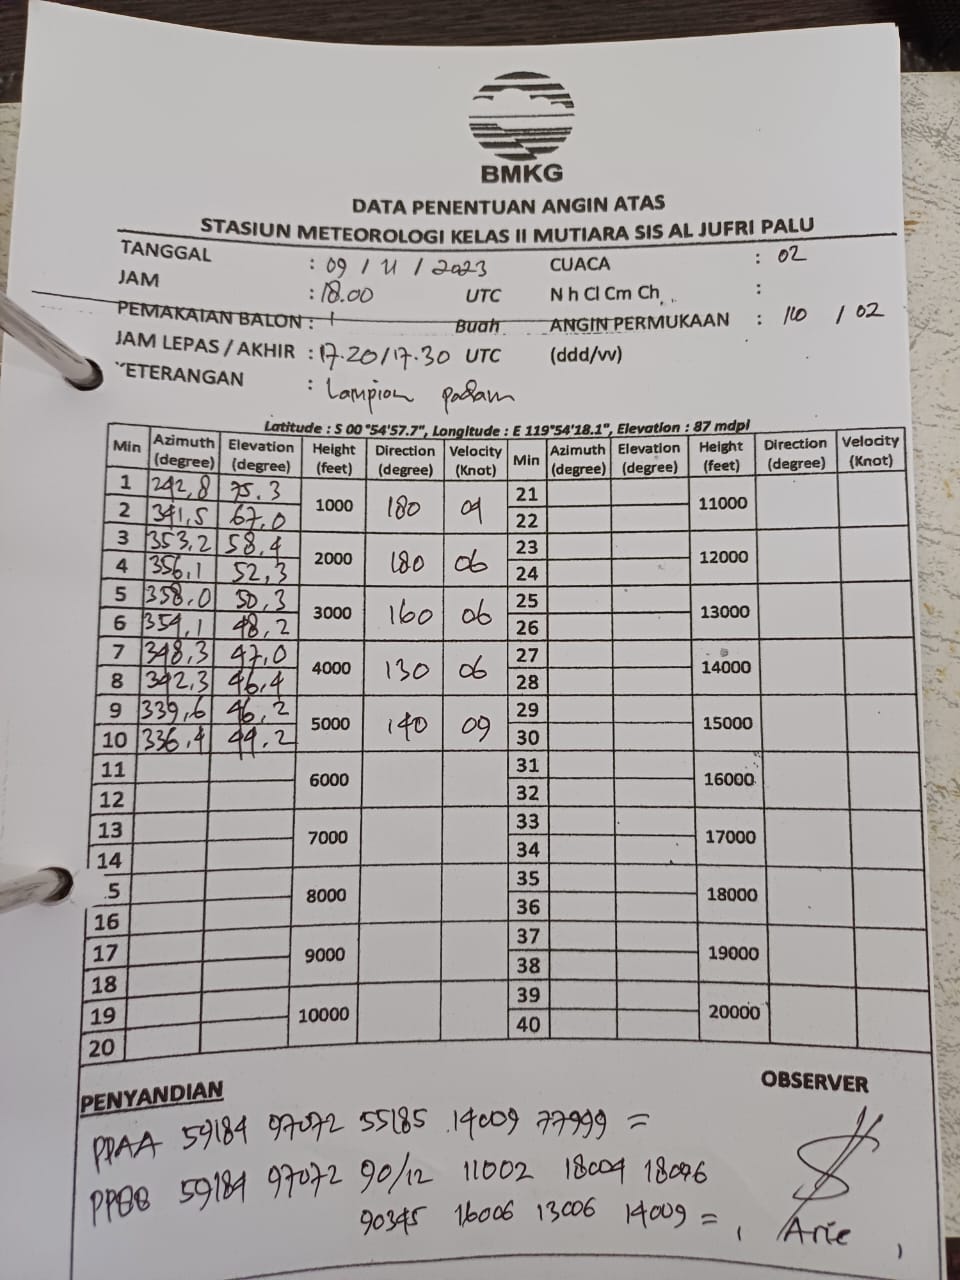 BMKG
DATA PENENTUAN ANGIN ATAS
STASIUN METEOROLOGI KELAS II MUTIARA SIS AL JUFRI PALU
TANGGAL : 09 / 11 / 2023 CUACA : 02
JAM : 18.00 UTC N h Cl Cm Ch :
PEMAKAIAN BALON : 1 Buah ANGIN PERMUKAAN : 110 / 02
JAM LEPAS / AKHIR : 17.20/17.30 UTC (ddd/vv)
KETERANGAN : Lampion padam
Latitude : S 00 °54'57.7", Longitude : E 119°54'18.1", Elevation : 87 mdpl
Min Azimuth (degree) Elevation (degree) Height (feet) Direction (degree) Velocity (Knot) Min Azimuth (degree) Elevation (degree) Height (feet) Direction (degree) Velocity (Knot)
1 242,8 75.3 1000 180 04 21 11000
2 341,5 67,0 22
3 353,2 58,4 2000 180 06 23 12000
4 356,1 52,3 24
5 358,0 50,3 3000 160 06 25 13000
6 354,1 48,2 26
7 348,3 47,0 4000 130 06 27 14000
8 342,3 46,4 28
9 339,6 46,2 5000 140 09 29 15000
10 336,4 44,2 30
11 6000 31 16000
12 32
13 7000 33 17000
14 34
5 8000 35 18000
16 36
17 9000 37 19000
18 38
19 10000 39 20000
20 40
PENYANDIAN OBSERVER
PPAA 59184 97072 55185 14009 77999 =
PPBB 59184 97072 90/12 11002 18004 18006
90345 16006 13006 14009 =
Arie